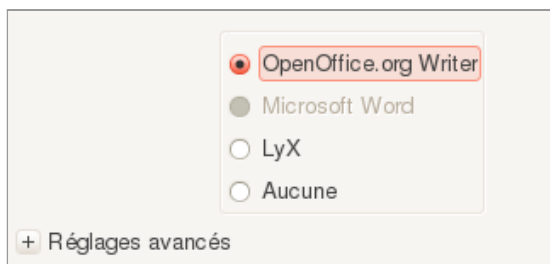 OpenOffice.org Writer
Microsoft Word
LyX
Aucune
Réglages avancés